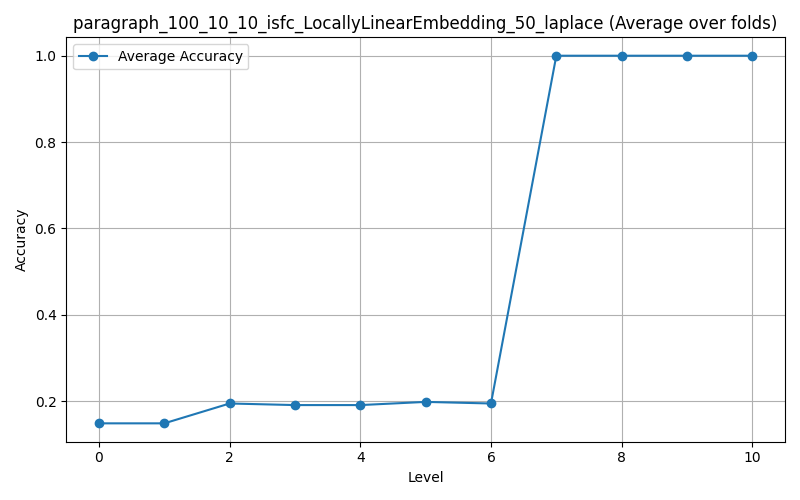 paragraph_100_10_10_isfc_LocallyLinearEmbedding_50_laplace (Average over folds)
Average Accuracy
1.0
0.8
0.6
0.4
0.2
Accuracy
0 2 4 6 8 10
Level